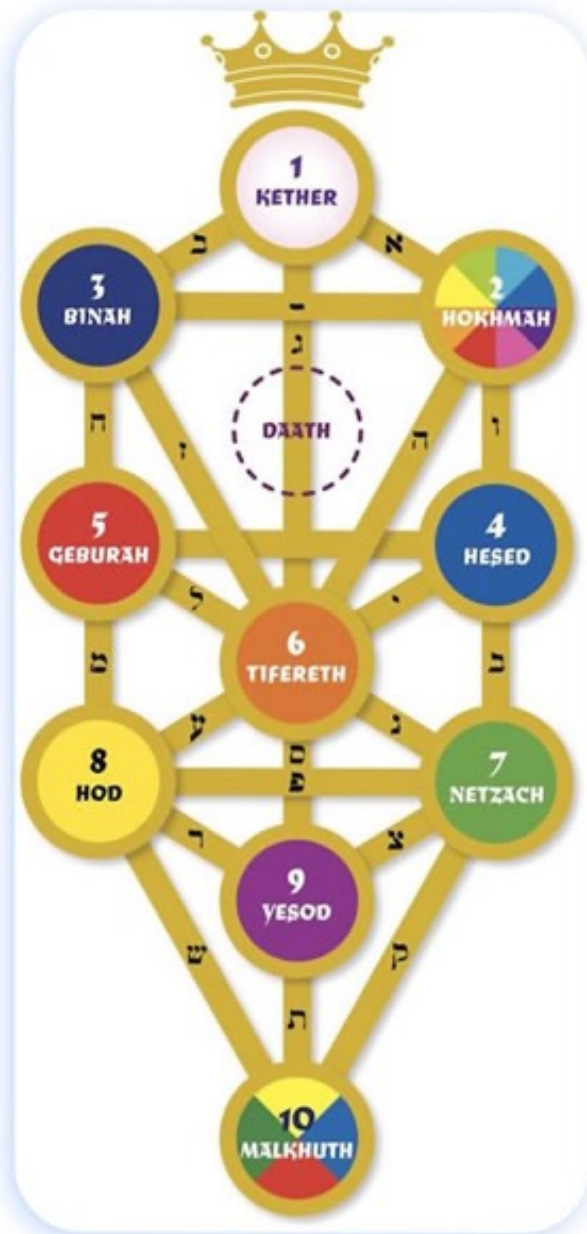 1
KETHER
א
3
BINAH
2
HOKHMAH
ג
DAATH
ח
ז
ה
ו
5
GEBURAH
4
HESED
ל
י
6
TIFERETH
8
HOD
7
NETZACH
ס
ר
9
YESOD
ש
ק
ת
10
MALKHUTH